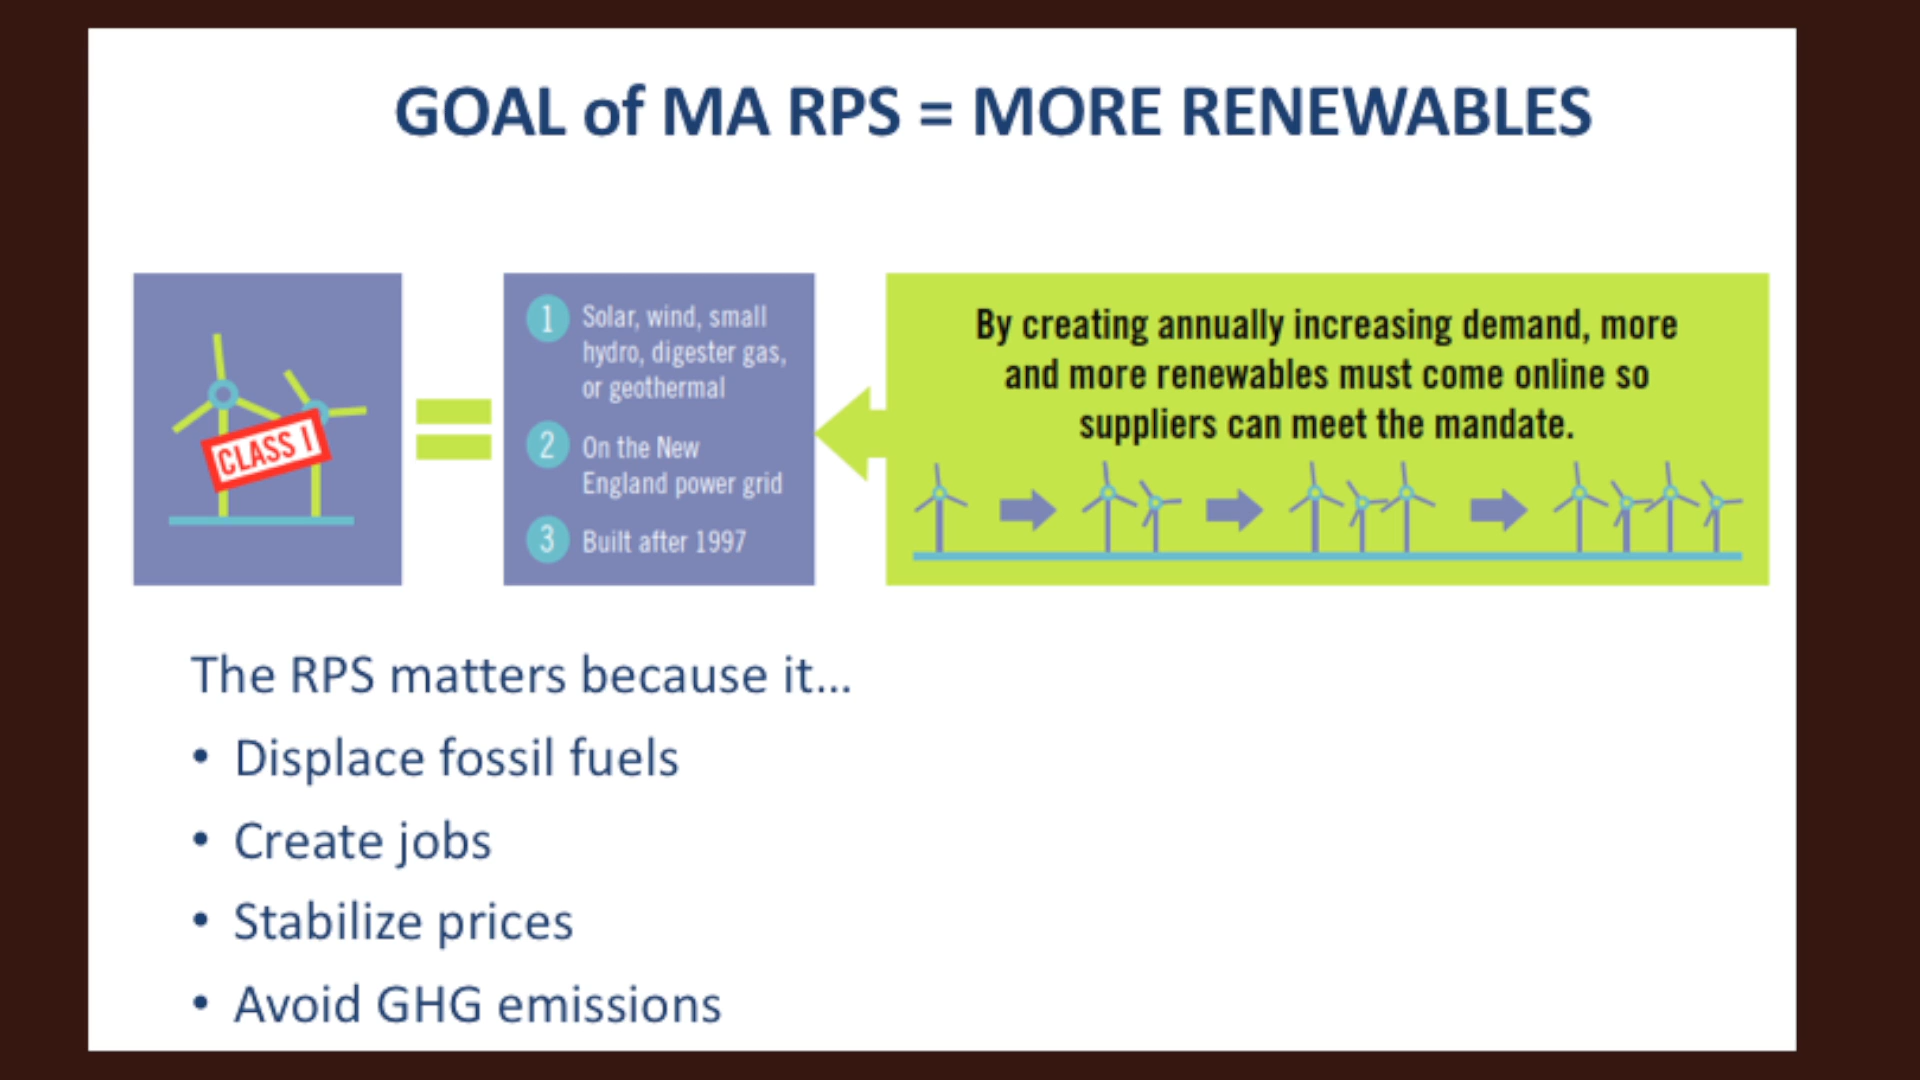 GOAL of MA RPS = MORE RENEWABLES
CLASS I
1 Solar, wind, small
hydro, digester gas,
or geothermal
2 On the New
England power grid
3 Built after 1997
By creating annually increasing demand, more
and more renewables must come online so
suppliers can meet the mandate.
The RPS matters because it...
• Displace fossil fuels
• Create jobs
• Stabilize prices
• Avoid GHG emissions